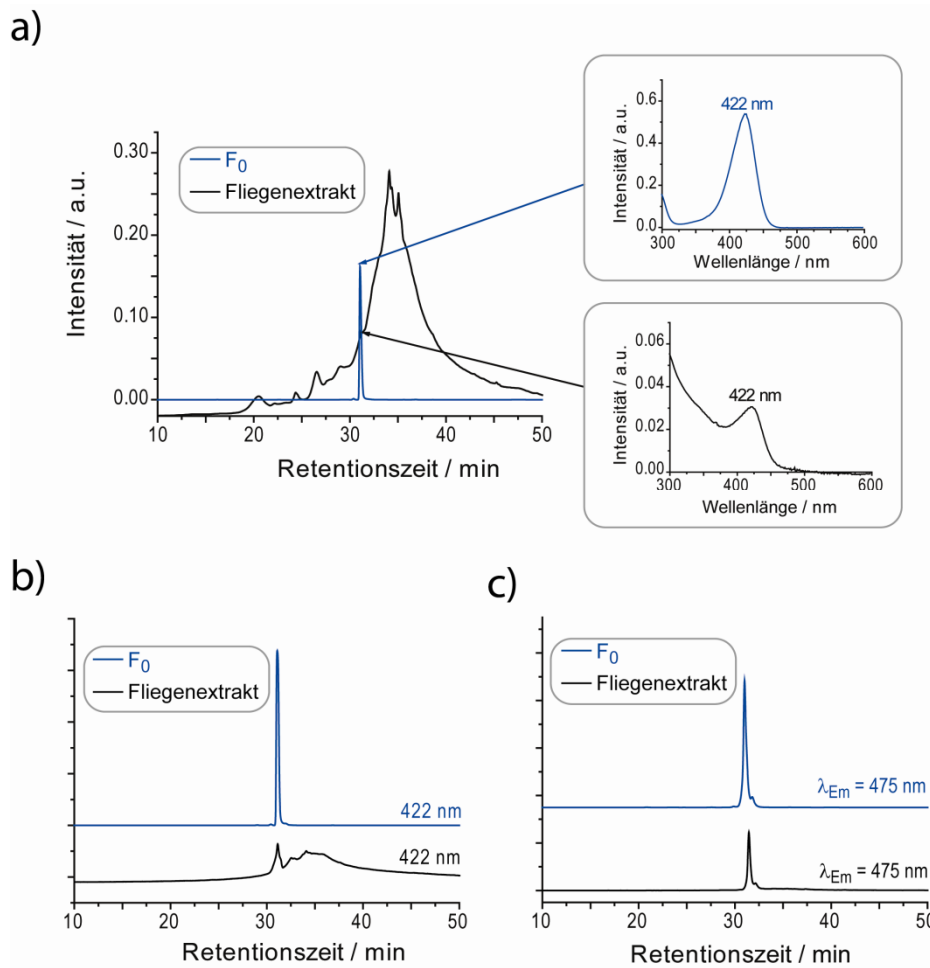 a)
F0
Fliegenextrakt
Intensität / a.u.
0.30
0.20
0.10
0.00
10
20
30
40
50
Retentionszeit / min
422 nm
Intensität / a.u.
0.6
0.4
0.2
0.0
300
400
500
600
Wellenlänge / nm
422 nm
Intensität / a.u.
0.06
0.04
0.02
0.00
300
400
500
600
Wellenlänge / nm
b)
F0
Fliegenextrakt
422 nm
422 nm
10
20
30
40
50
Retentionszeit / min
c)
F0
Fliegenextrakt
λEm = 475 nm
λEm = 475 nm
10
20
30
40
50
Retentionszeit / min